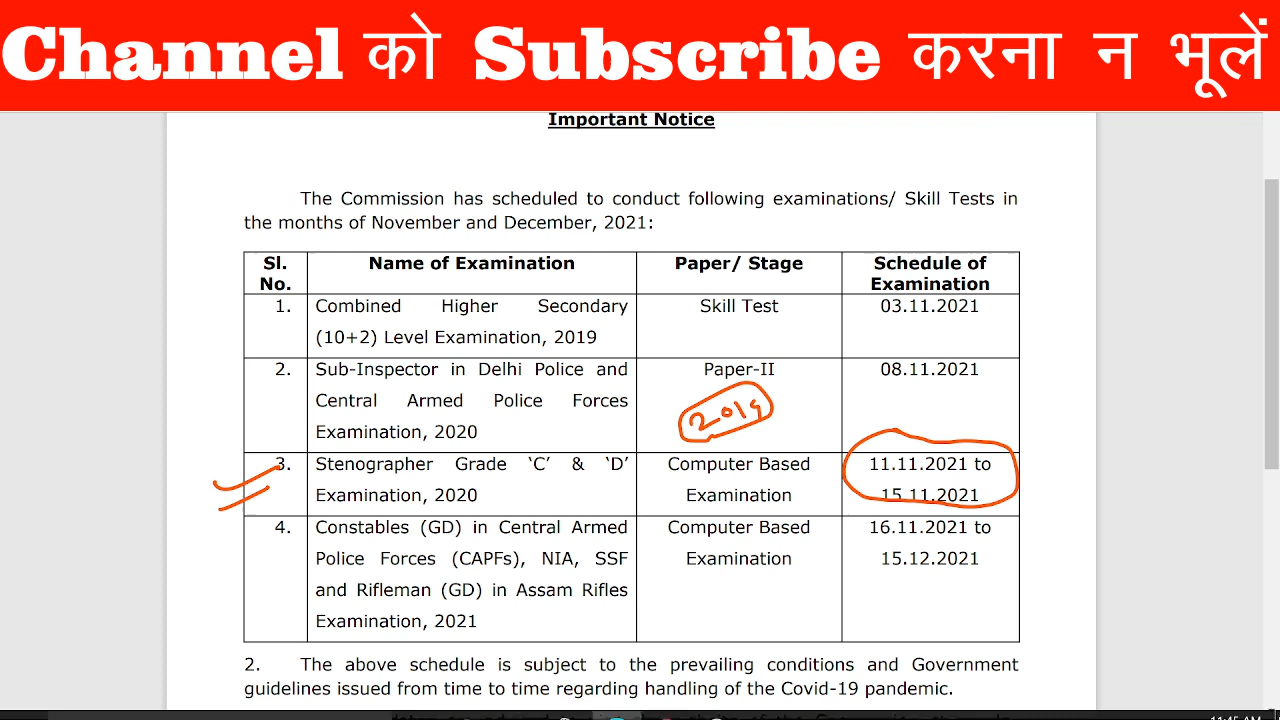 Channel को Subscribe करना न भूलें
Important Notice
The Commission has scheduled to conduct following examinations/ Skill Tests in
the months of November and December, 2021:
Sl. No. Name of Examination Paper/ Stage Schedule of Examination
1. Combined Higher Secondary Skill Test 03.11.2021
(10+2) Level Examination, 2019
2. Sub-Inspector in Delhi Police and Paper-II 08.11.2021
Central Armed Police Forces 2019
Examination, 2020
3. Stenographer Grade ‘C’ & ‘D’ Computer Based 11.11.2021 to
Examination, 2020 Examination 15.11.2021
4. Constables (GD) in Central Armed Computer Based 16.11.2021 to
Police Forces (CAPFs), NIA, SSF Examination 15.12.2021
and Rifleman (GD) in Assam Rifles
Examination, 2021
2. The above schedule is subject to the prevailing conditions and Government
guidelines issued from time to time regarding handling of the Covid-19 pandemic.